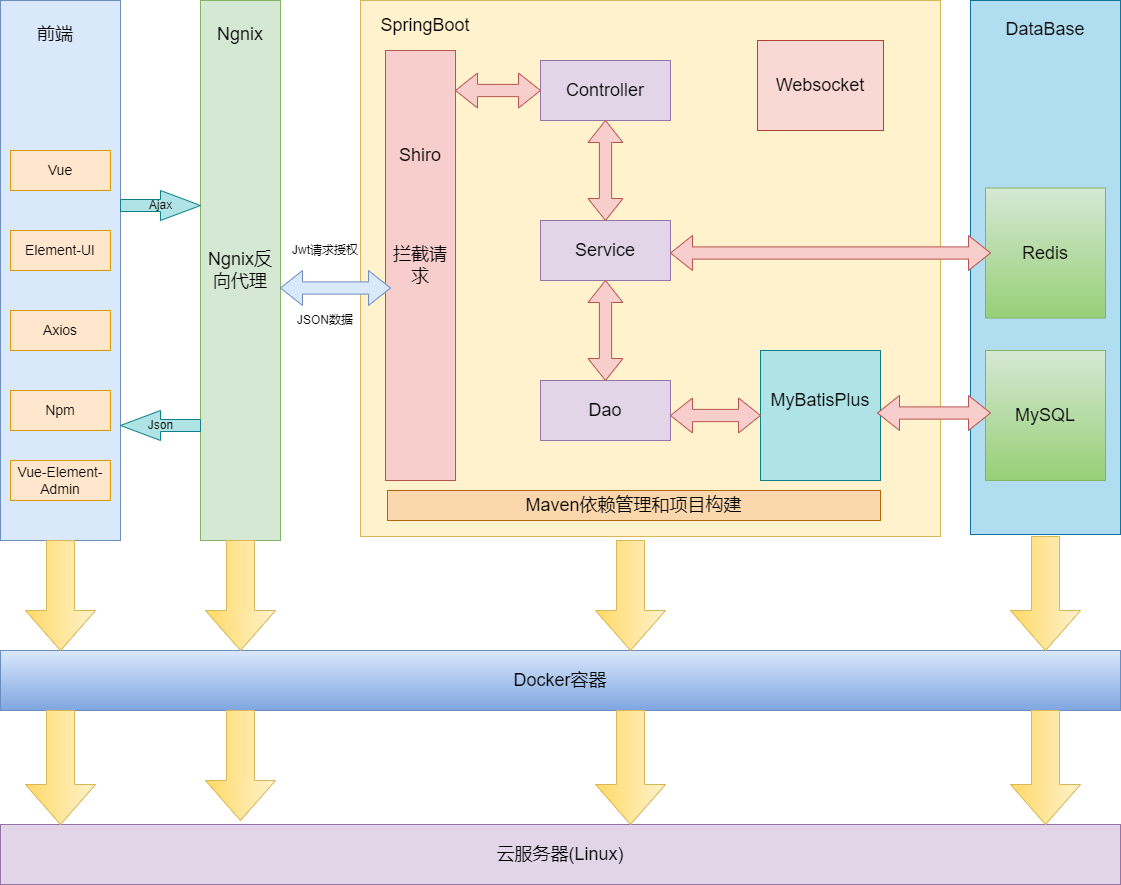 前端
Vue
Element-UI
Axios
Npm
Vue-Element-
Admin
Ajax
Json
Ngnix
Ngnix反
向代理
Jwt请求授权
JSON数据
SpringBoot
Shiro
拦截请
求
Controller
Websocket
Service
Dao
MyBatisPlus
Maven依赖管理和项目构建
DataBase
Redis
MySQL
Docker容器
云服务器(Linux)